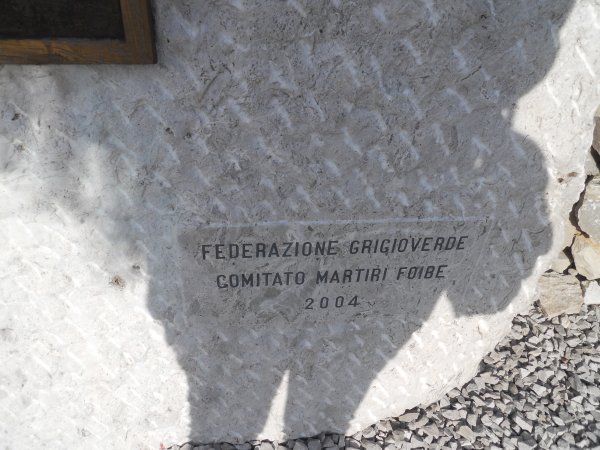 FEDERAZIONE GRIGIOVERDE
COMITATO MARTIRI FOIBE
2004